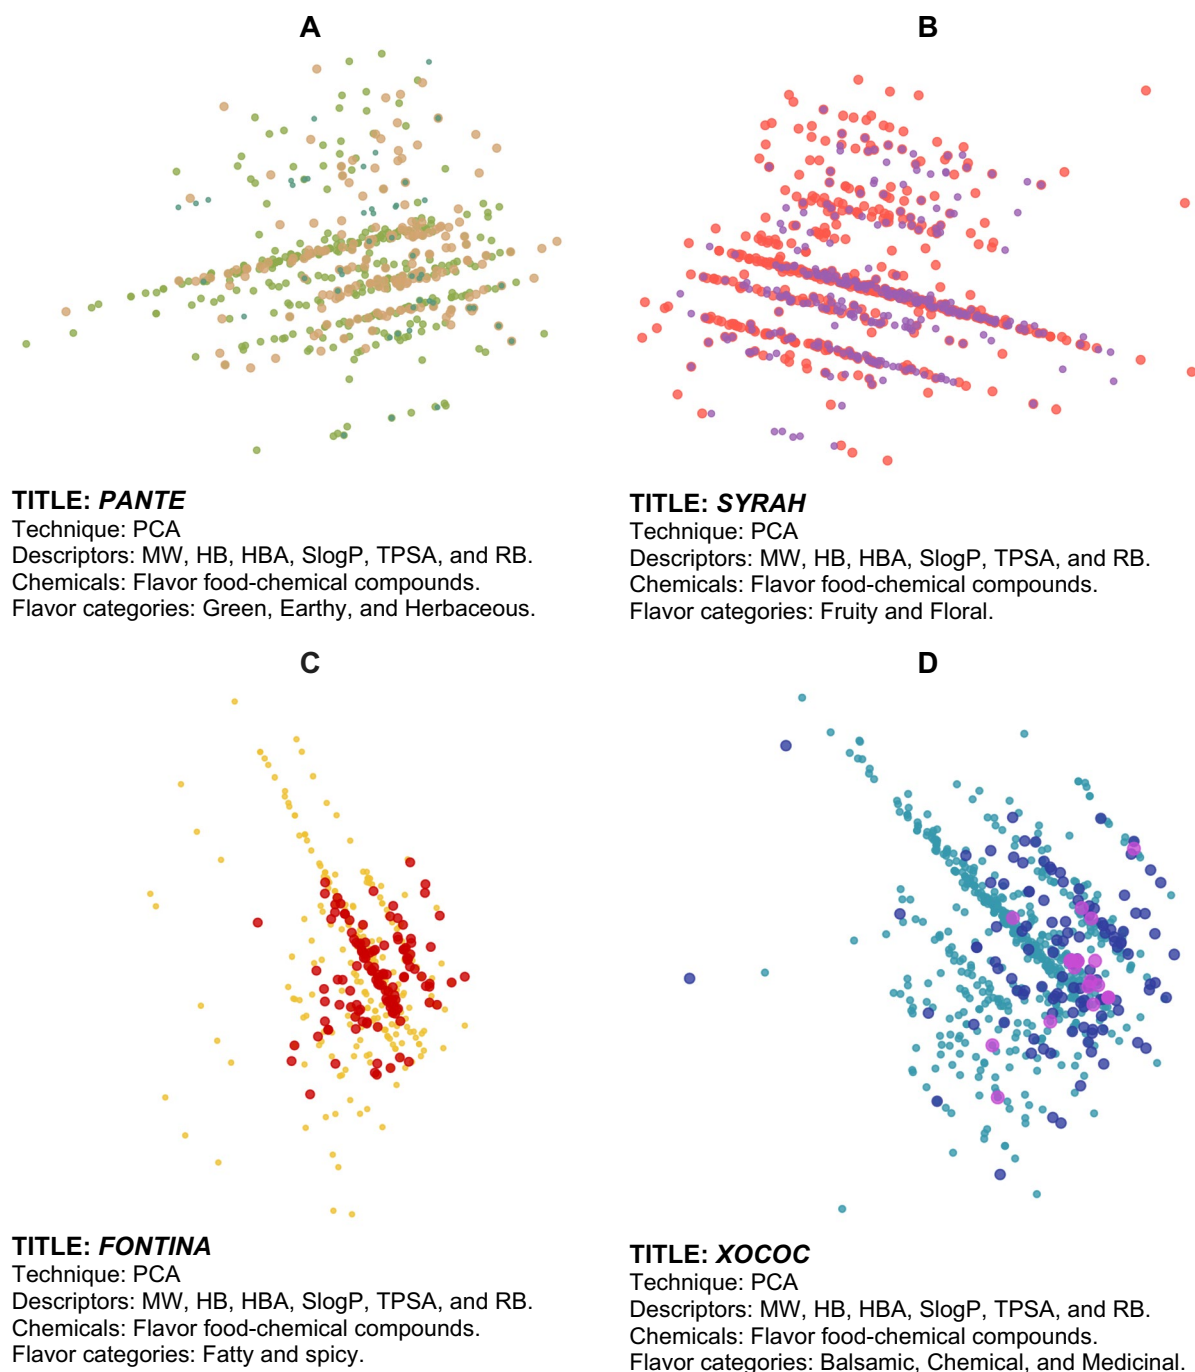 A
B
TITLE: PANTE
Technique: PCA
Descriptors: MW, HB, HBA, SlogP, TPSA, and RB.
Chemicals: Flavor food-chemical compounds.
Flavor categories: Green, Earthy, and Herbaceous.
TITLE: SYRAH
Technique: PCA
Descriptors: MW, HB, HBA, SlogP, TPSA, and RB.
Chemicals: Flavor food-chemical compounds.
Flavor categories: Fruity and Floral.
C
D
TITLE: FONTINA
Technique: PCA
Descriptors: MW, HB, HBA, SlogP, TPSA, and RB.
Chemicals: Flavor food-chemical compounds.
Flavor categories: Fatty and spicy.
TITLE: XOCOC
Technique: PCA
Descriptors: MW, HB, HBA, SlogP, TPSA, and RB.
Chemicals: Flavor food-chemical compounds.
Flavor categories: Balsamic, Chemical, and Medicinal.